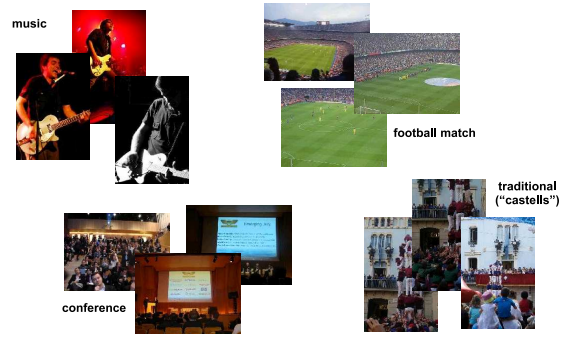 music
football match
traditional
(“castells”)
conference